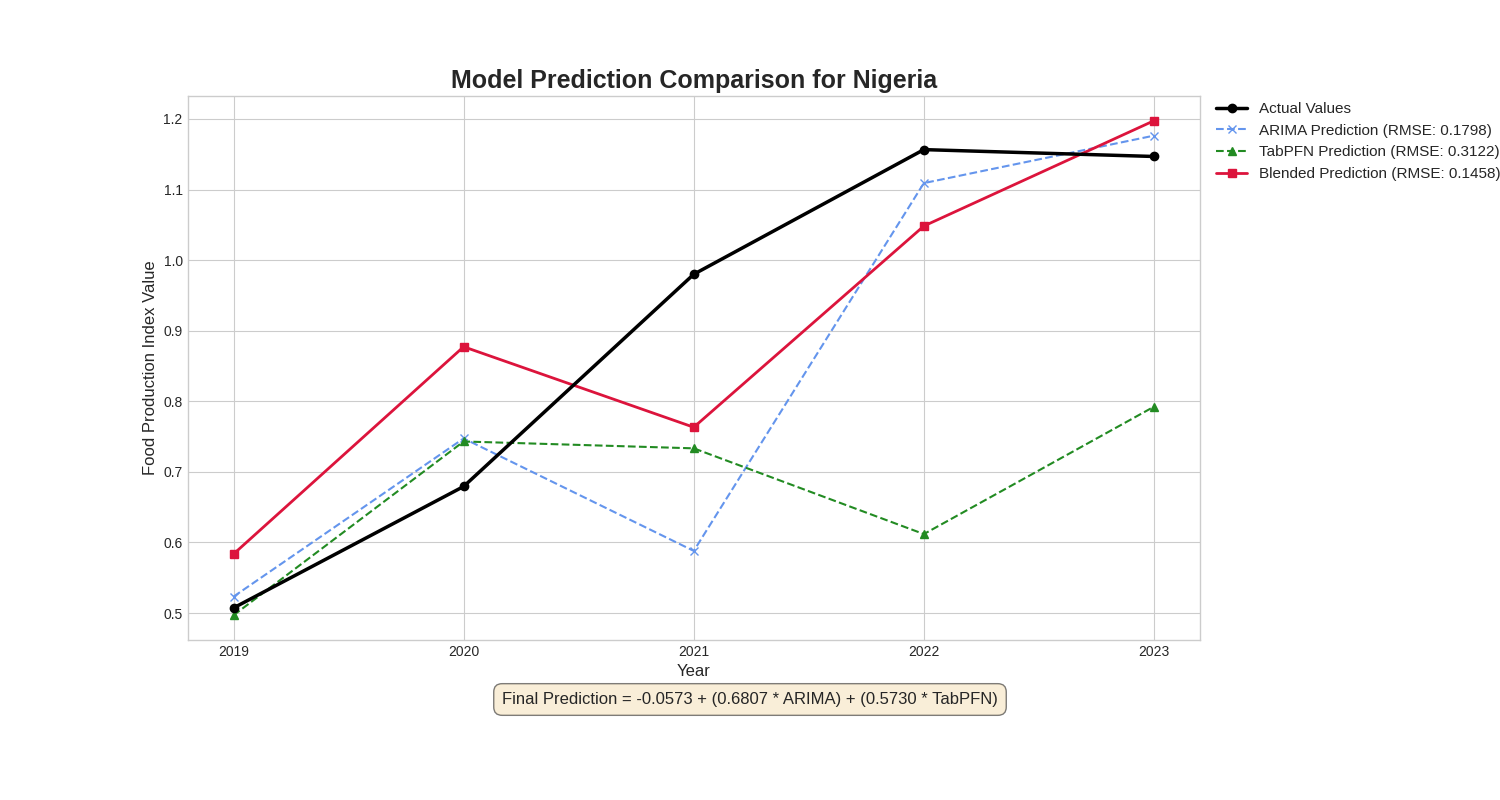 Model Prediction Comparison for Nigeria
Actual Values
ARIMA Prediction (RMSE: 0.1798)
TabPFN Prediction (RMSE: 0.3122)
Blended Prediction (RMSE: 0.1458)
Food Production Index Value
1.2
1.1
1.0
0.9
0.8
0.7
0.6
0.5
2019 2020 2021 2022 2023
Year
Final Prediction = -0.0573 + (0.6807 * ARIMA) + (0.5730 * TabPFN)